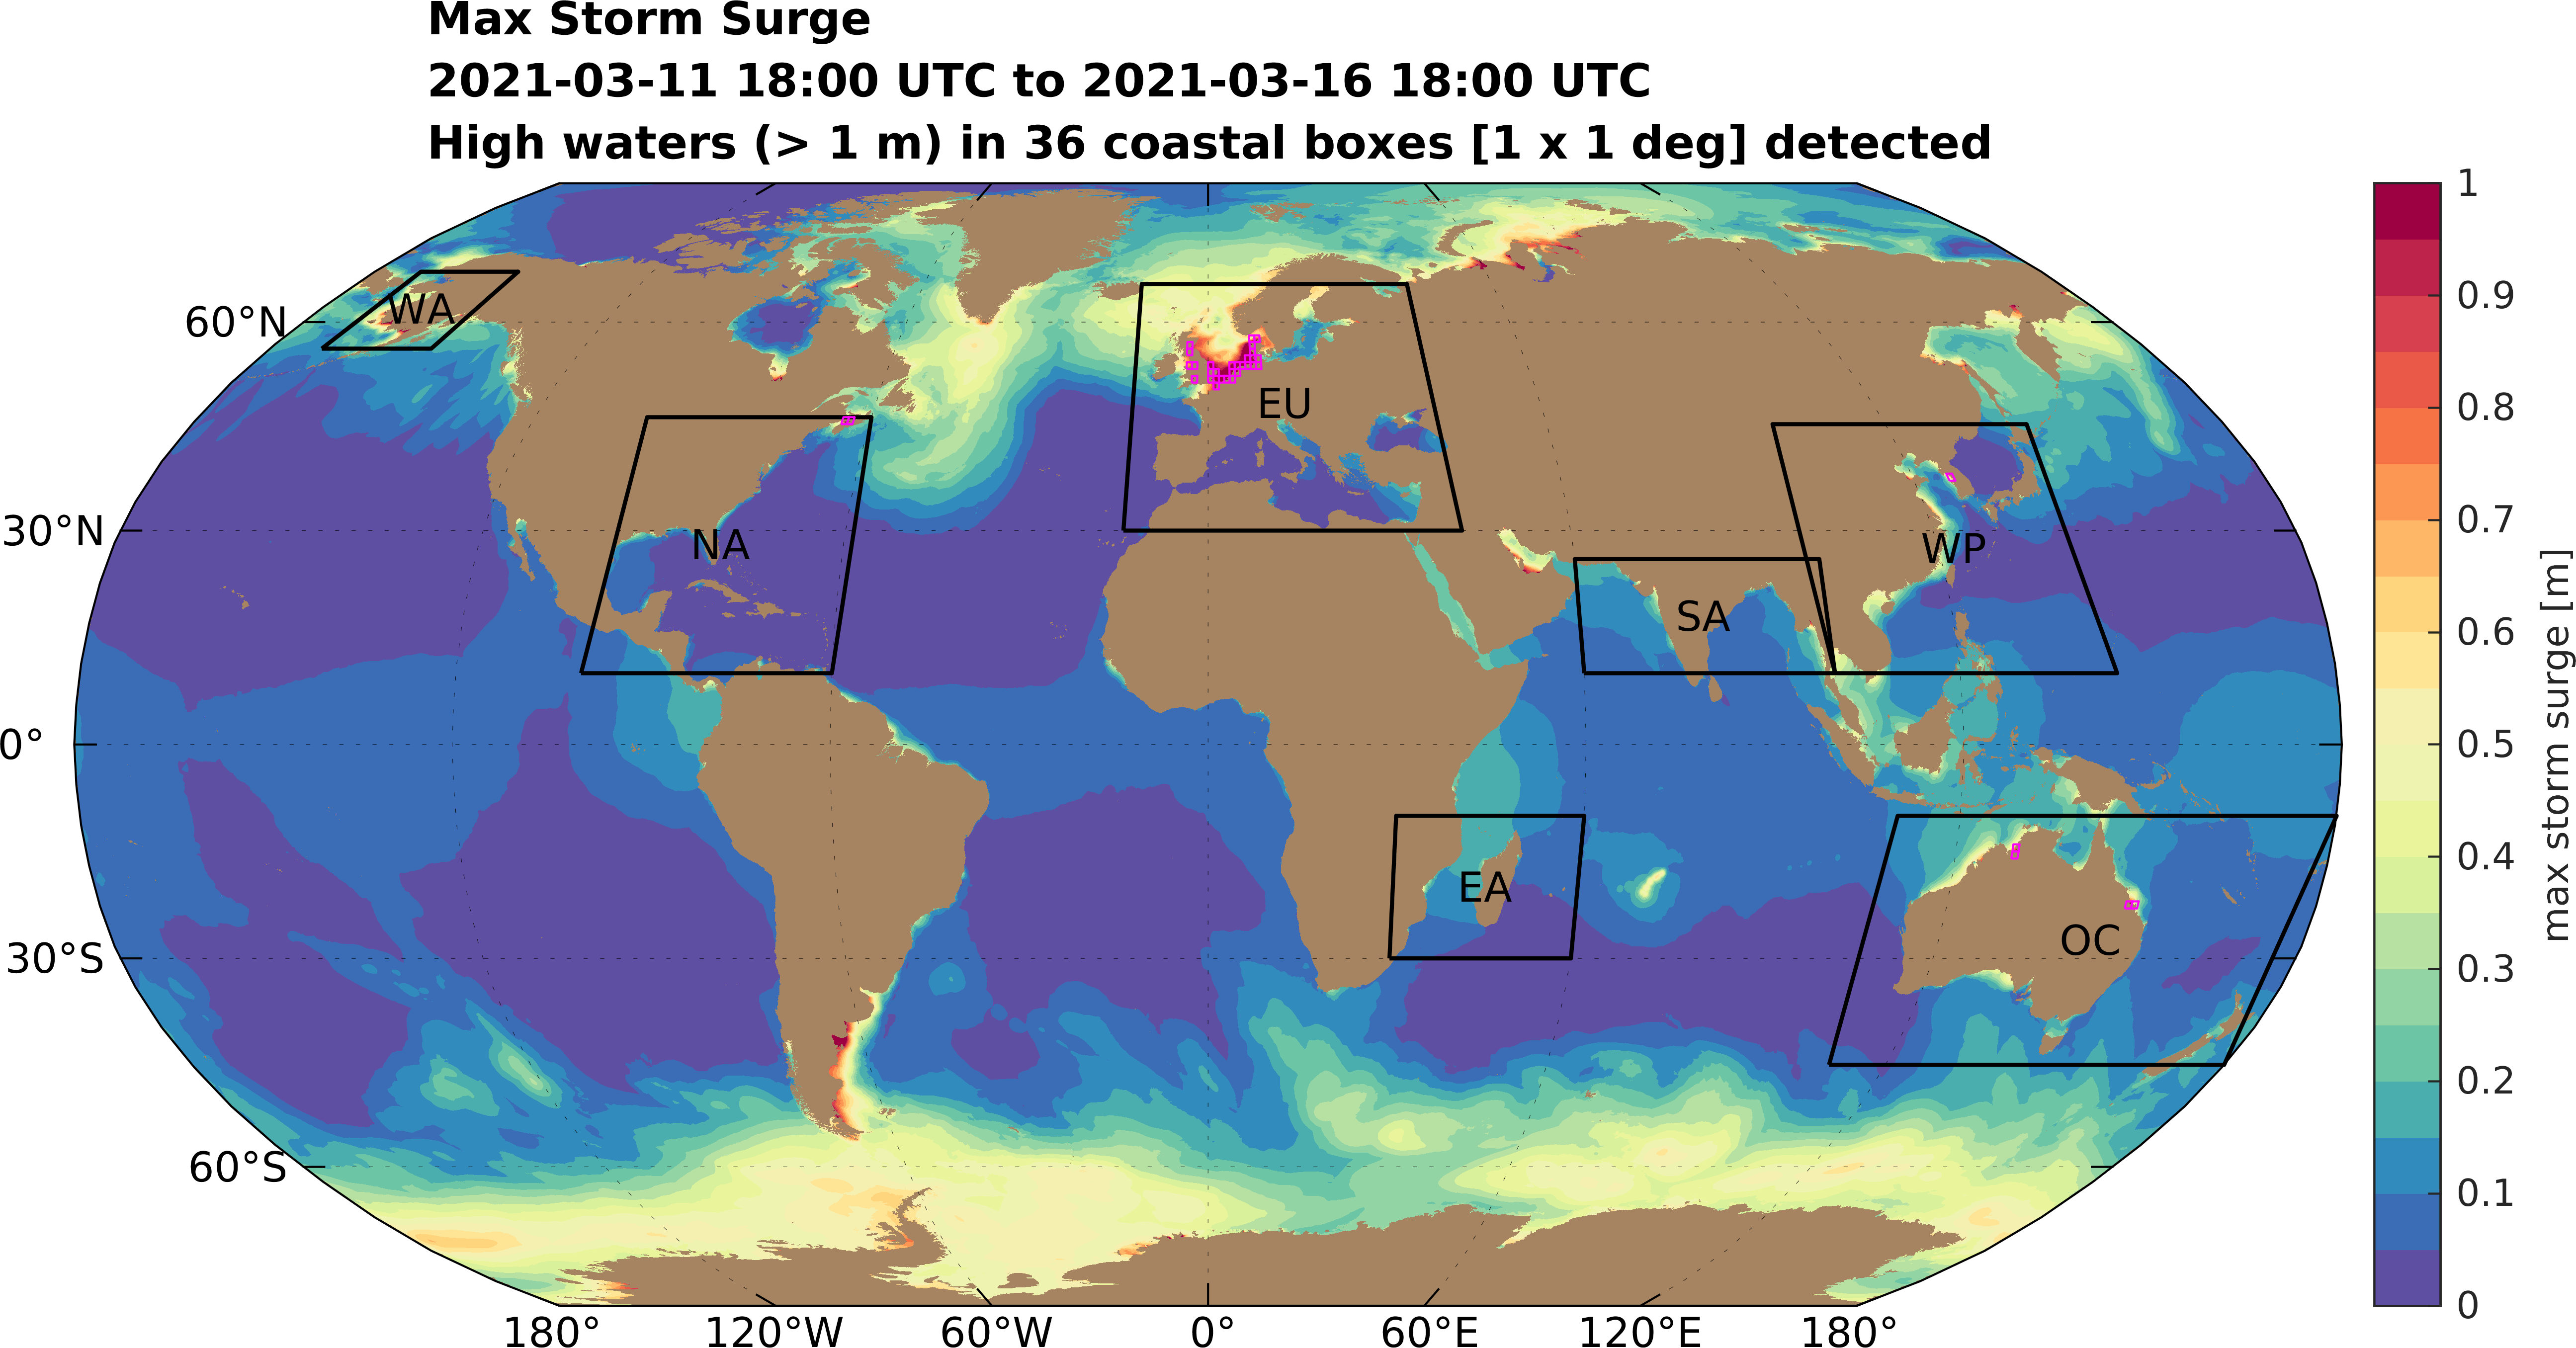 Max Storm Surge
2021-03-11 18:00 UTC to 2021-03-16 18:00 UTC
High waters (> 1 m) in 36 coastal boxes [1 x 1 deg] detected
60°N
30°N
0°
30°S
60°S
WA
NA
EU
SA
WP
EA
OC
180°
120°W
60°W
0°
60°E
120°E
180°
1
0.9
0.8
0.7
0.6
0.5
0.4
0.3
0.2
0.1
0
max storm surge [m]